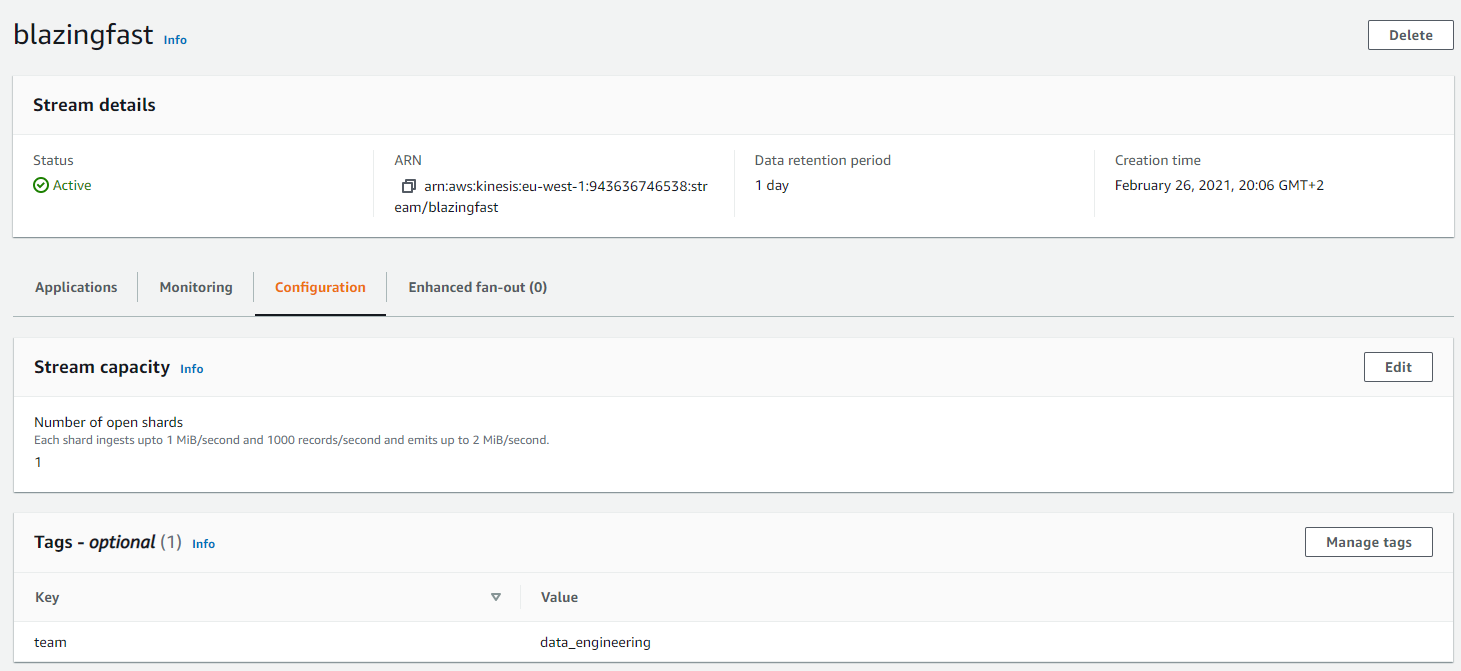 blazingfast Info
Delete
Stream details
Status
Active
ARN
arn:aws:kinesis:eu-west-1:943636746538:str
eam/blazingfast
Data retention period
1 day
Creation time
February 26, 2021, 20:06 GMT+2
Applications
Monitoring
Configuration
Enhanced fan-out (0)
Stream capacity Info
Edit
Number of open shards
Each shard ingests upto 1 MiB/second and 1000 records/second and emits up to 2 MiB/second.
1
Tags - optional (1) Info
Manage tags
Key
Value
team
data_engineering